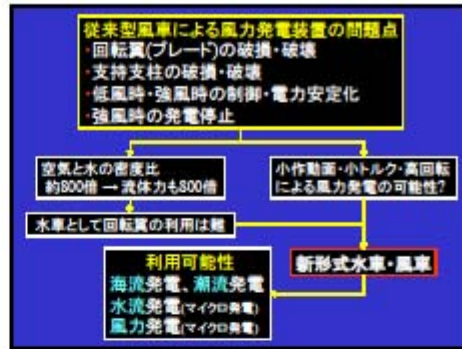 従来型風車による風力発電装置の問題点
・回転翼(ブレード)の破損・破壊
・支持支柱の破損・破壊
・低風時・強風時の制御・電力安定化
・強風時の発電停止
空気と水の密度比
約800倍 → 流体力も800倍
小作動面・小トルク・高回転
による風力発電の可能性?
水車として回転翼の利用は難
新形式水車・風車
利用可能性
海流発電、潮流発電
水流発電(マイクロ発電)
風力発電(マイクロ発電)